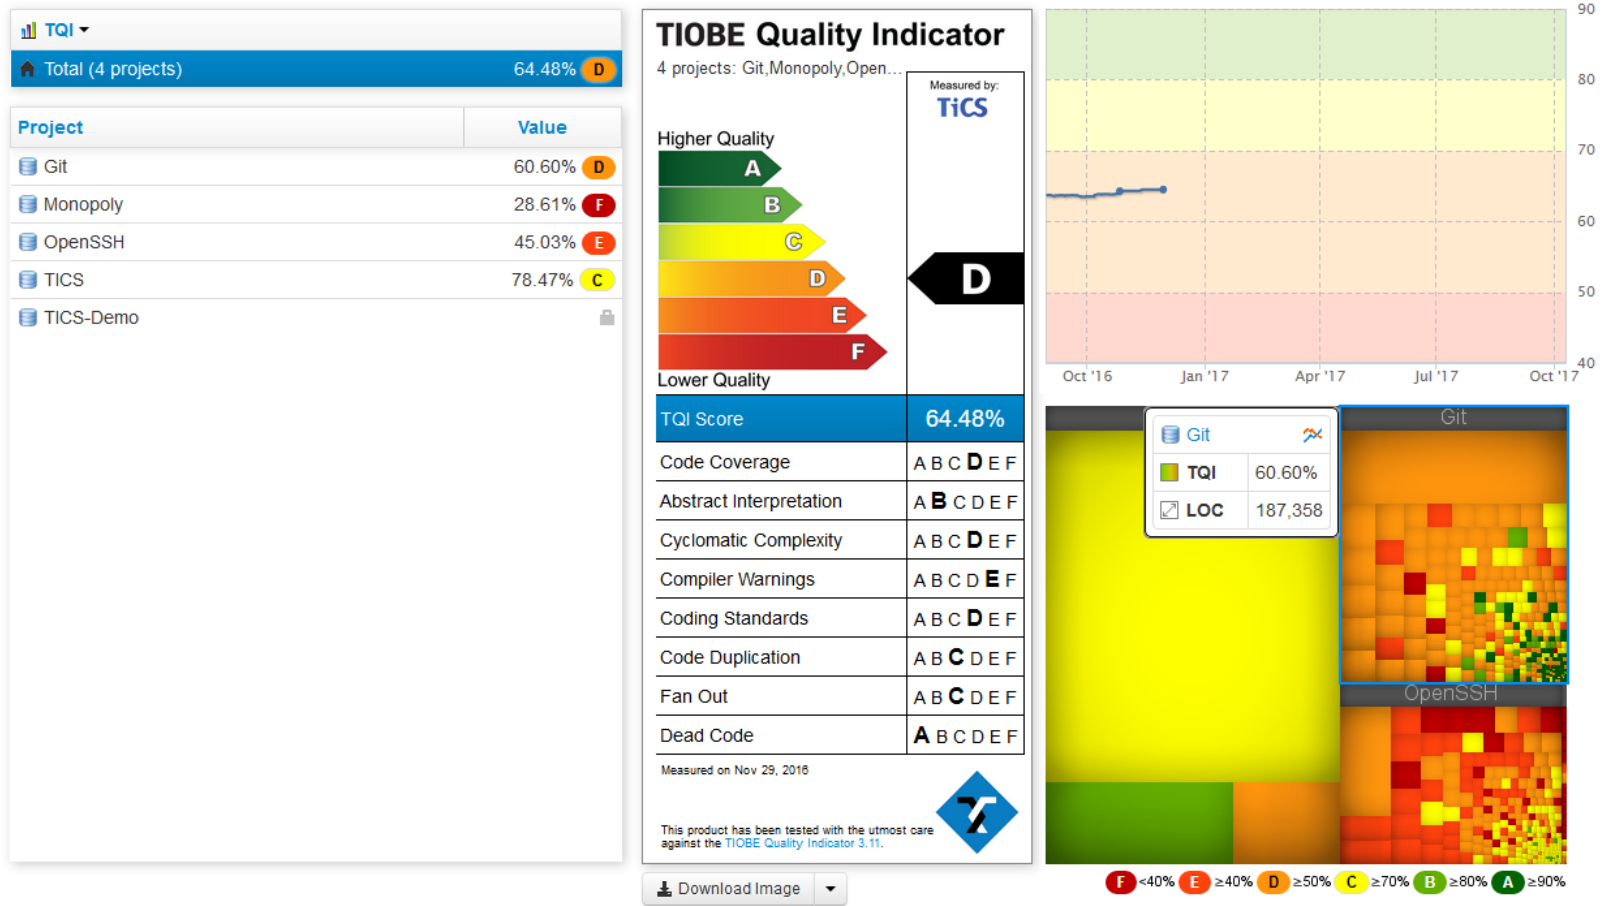 TQI
Total (4 projects) 64.48% D
Project Value
Git 60.60% D
Monopoly 28.61% F
OpenSSH 45.03% E
TICS 78.47% C
TICS-Demo
TIOBE Quality Indicator
4 projects: Git,Monopoly,Open...
Measured by:
TiCS
Higher Quality
A
B
C
D
E
F
D
Lower Quality
TQI Score 64.48%
Code Coverage A B C D E F
Abstract Interpretation A B C D E F
Cyclomatic Complexity A B C D E F
Compiler Warnings A B C D E F
Coding Standards A B C D E F
Code Duplication A B C D E F
Fan Out A B C D E F
Dead Code A B C D E F
Measured on Nov 29, 2016
This product has been tested with the utmost care
against the TIOBE Quality Indicator 3.11.
Download Image
90
80
70
60
50
40
Oct '16 Jan '17 Apr '17 Jul '17 Oct '17
Git
Git
TQI 60.60%
LOC 187,358
OpenSSH
F <40% E ≥40% D ≥50% C ≥70% B ≥80% A ≥90%